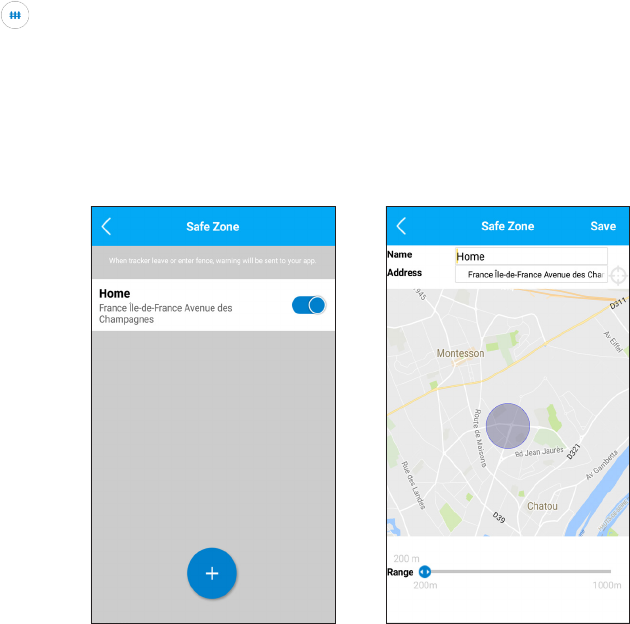 Safe Zone
When tracker leave or enter fence, warning will be sent to your app.
Home
France Île-de-France Avenue des
Champagnes
+
Safe Zone
Save
Name
Home
Address
France Île-de-France Avenue des Char
D311
Av Eiffel
Montesson
Route de Maisons
Bd Jean Jaurès
D321
Av Gambetta
Rue des Landes
Chatou
D39
200 m
Range
200m
1000m